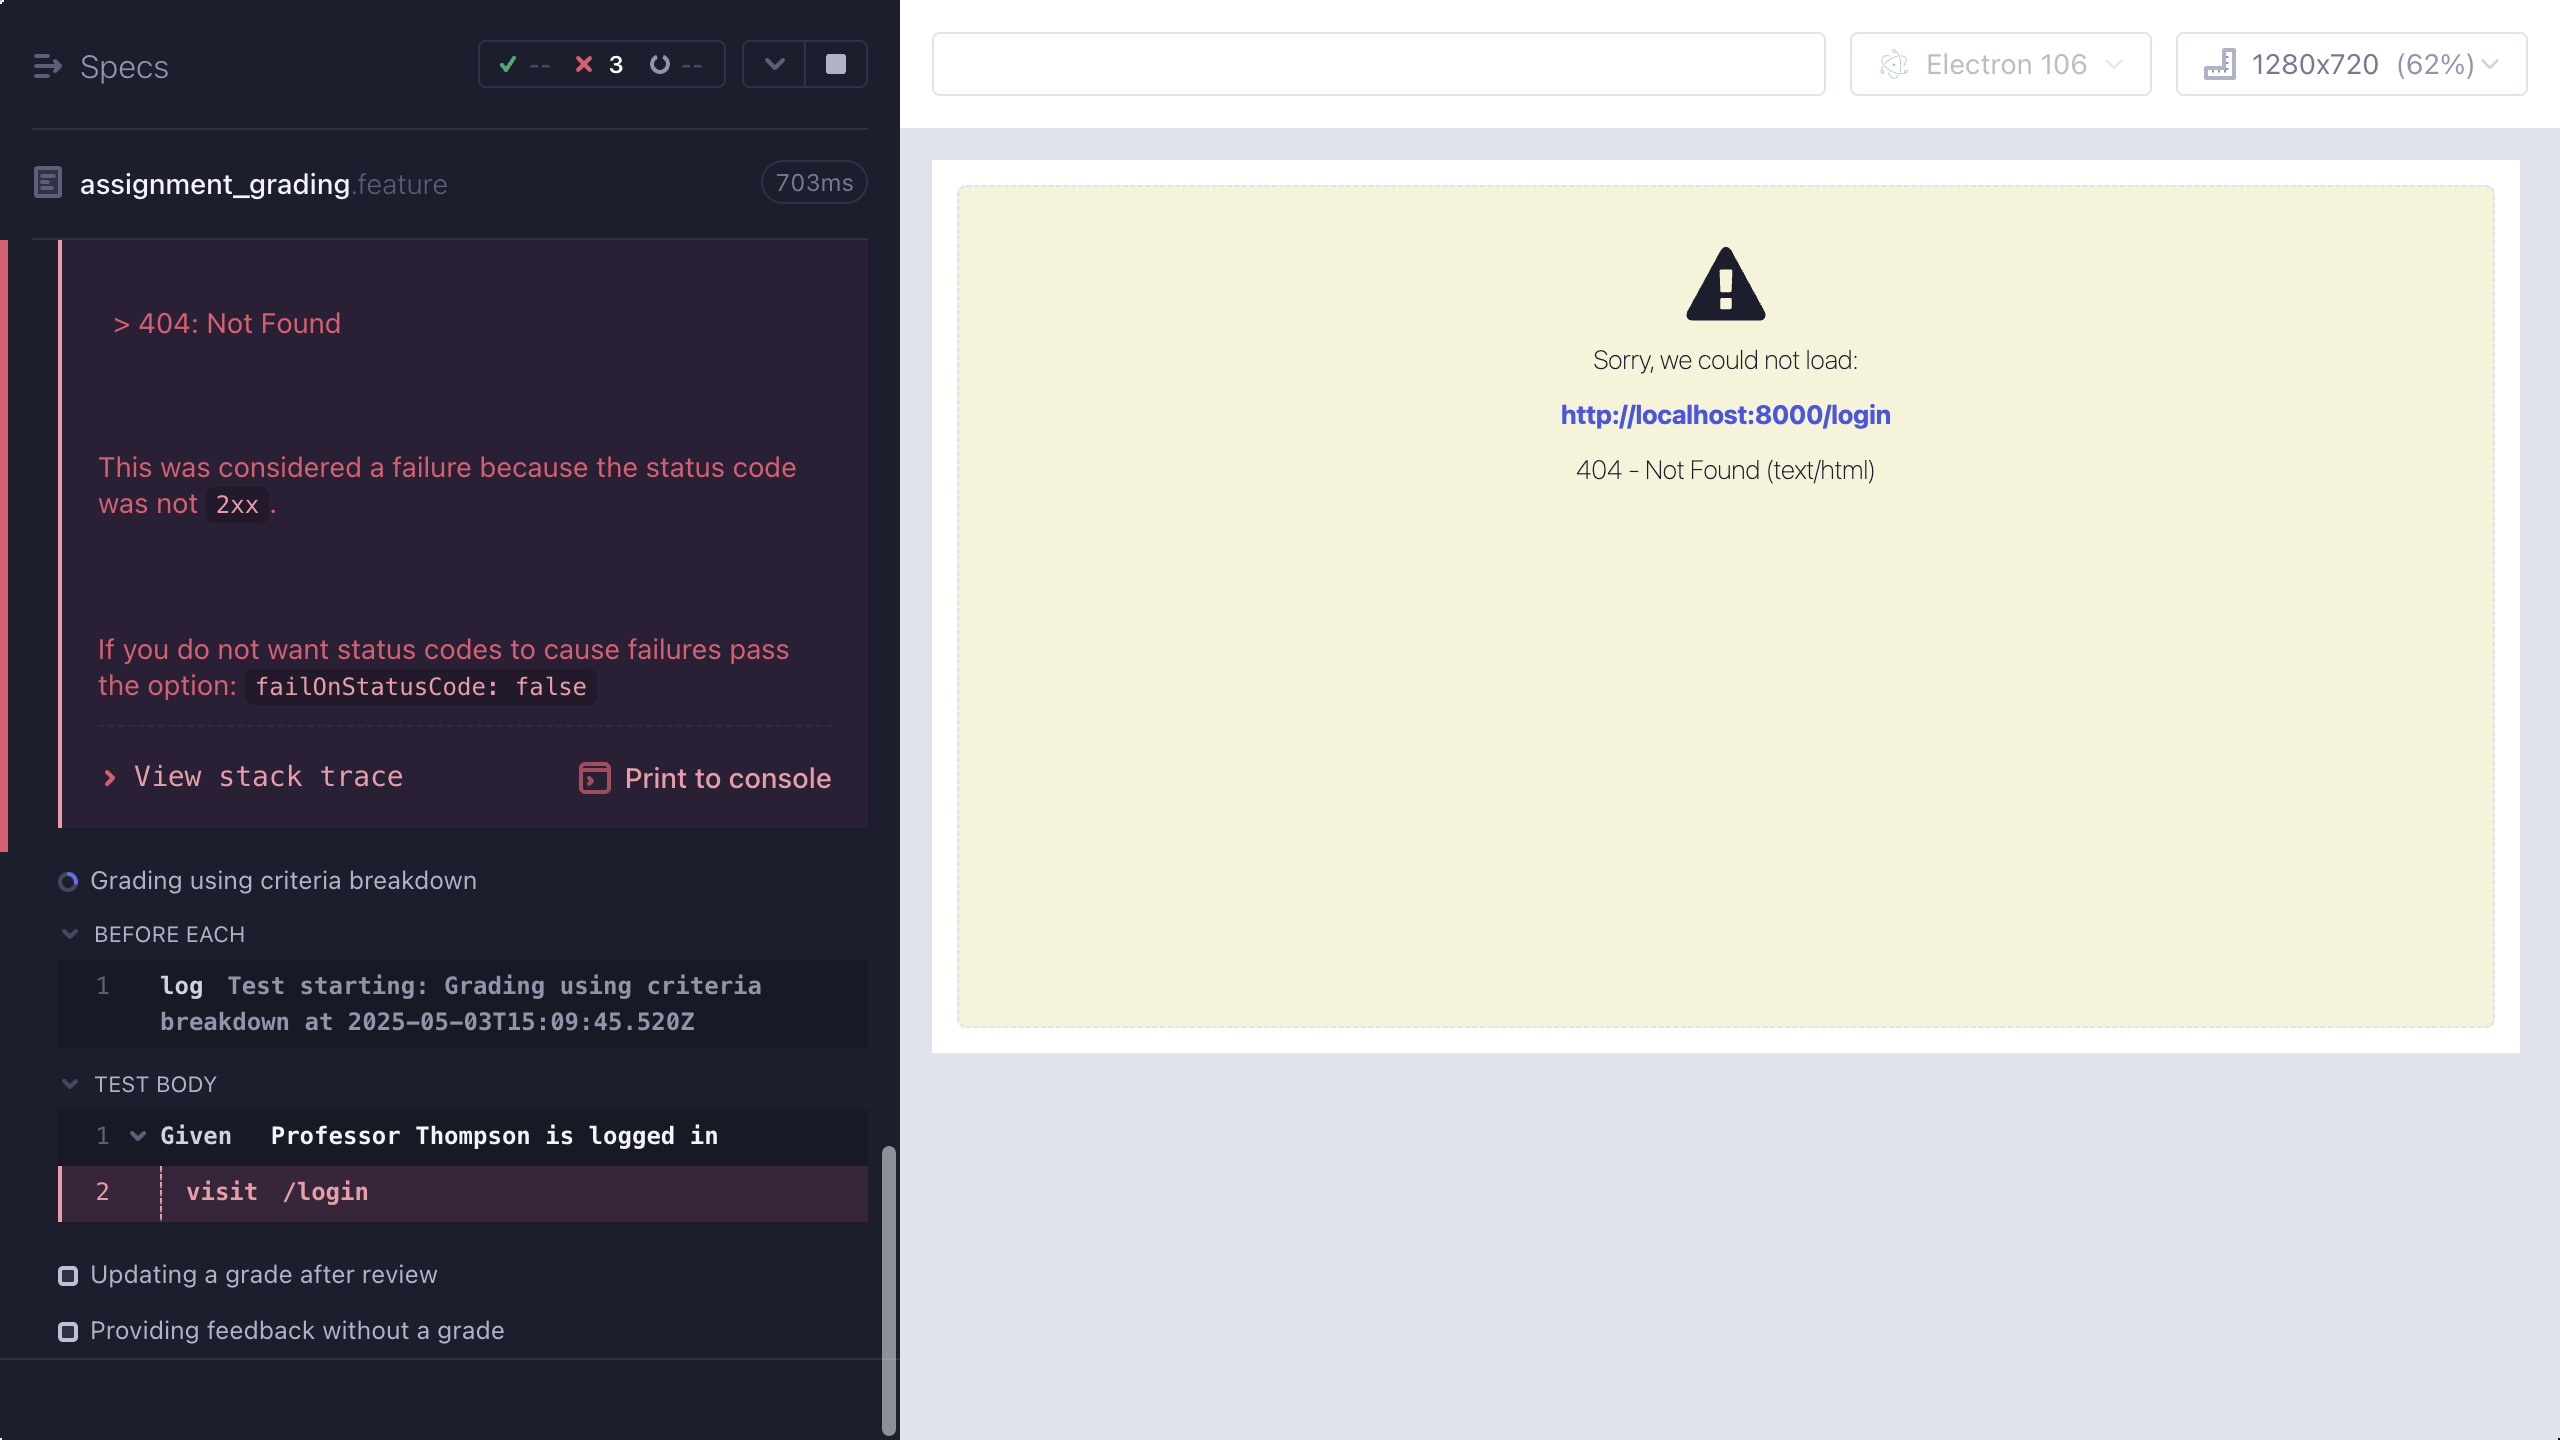 Specs
-- 3 --
assignment_grading.feature
703ms
> 404: Not Found
This was considered a failure because the status code
was not 2xx.
If you do not want status codes to cause failures pass
the option: failOnStatusCode: false
View stack trace
Print to console
Grading using criteria breakdown
BEFORE EACH
1 log Test starting: Grading using criteria
breakdown at 2025-05-03T15:09:45.520Z
TEST BODY
1 Given Professor Thompson is logged in
2 visit /login
Updating a grade after review
Providing feedback without a grade
Electron 106
1280x720 (62%)
Sorry, we could not load:
http://localhost:8000/login
404 - Not Found (text/html)